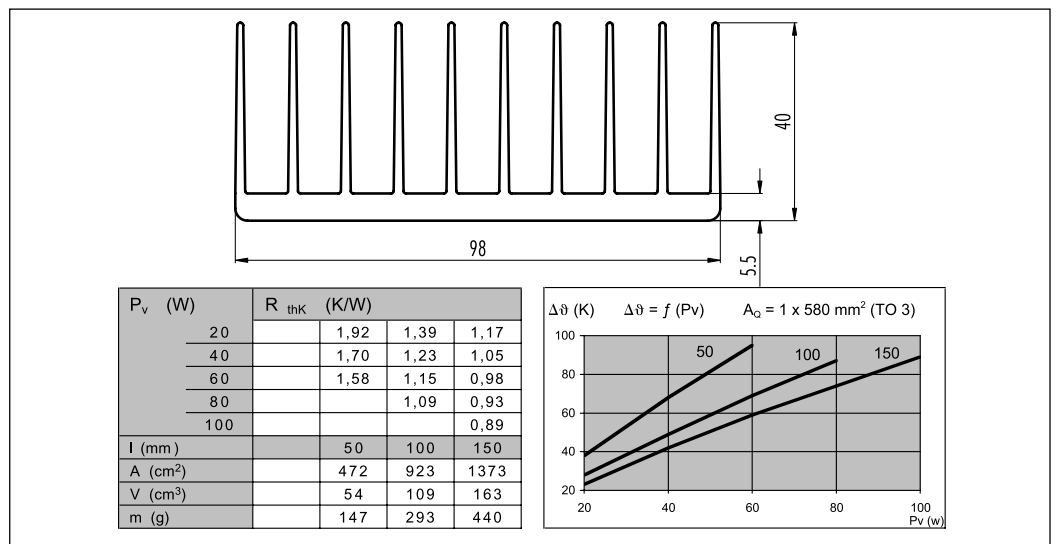 40
98
5.5
P v (W) R thK (K/W)
20 1,92 1,39 1,17
40 1,70 1,23 1,05
60 1,58 1,15 0,98
80 1,09 0,93
100 0,89
l (mm) 50 100 150
A (cm²) 472 923 1373
V (cm³) 54 109 163
m (g) 147 293 440
Δϑ (K) Δϑ = f (Pv) A Q = 1 x 580 mm² (TO 3)
100
80
60
40
20
50 100 150
20 40 60 80 100
Pv (w)